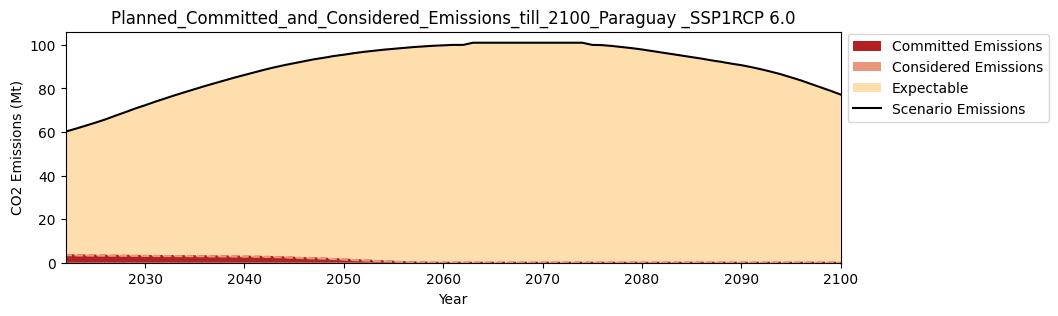 Planned_Committed_and_Considered_Emissions_till_2100_Paraguay _SSP1RCP 6.0
Committed Emissions
Considered Emissions
Expectable
Scenario Emissions
CO2 Emissions (Mt)
100
80
60
40
20
0
2030 2040 2050 2060 2070 2080 2090 2100
Year